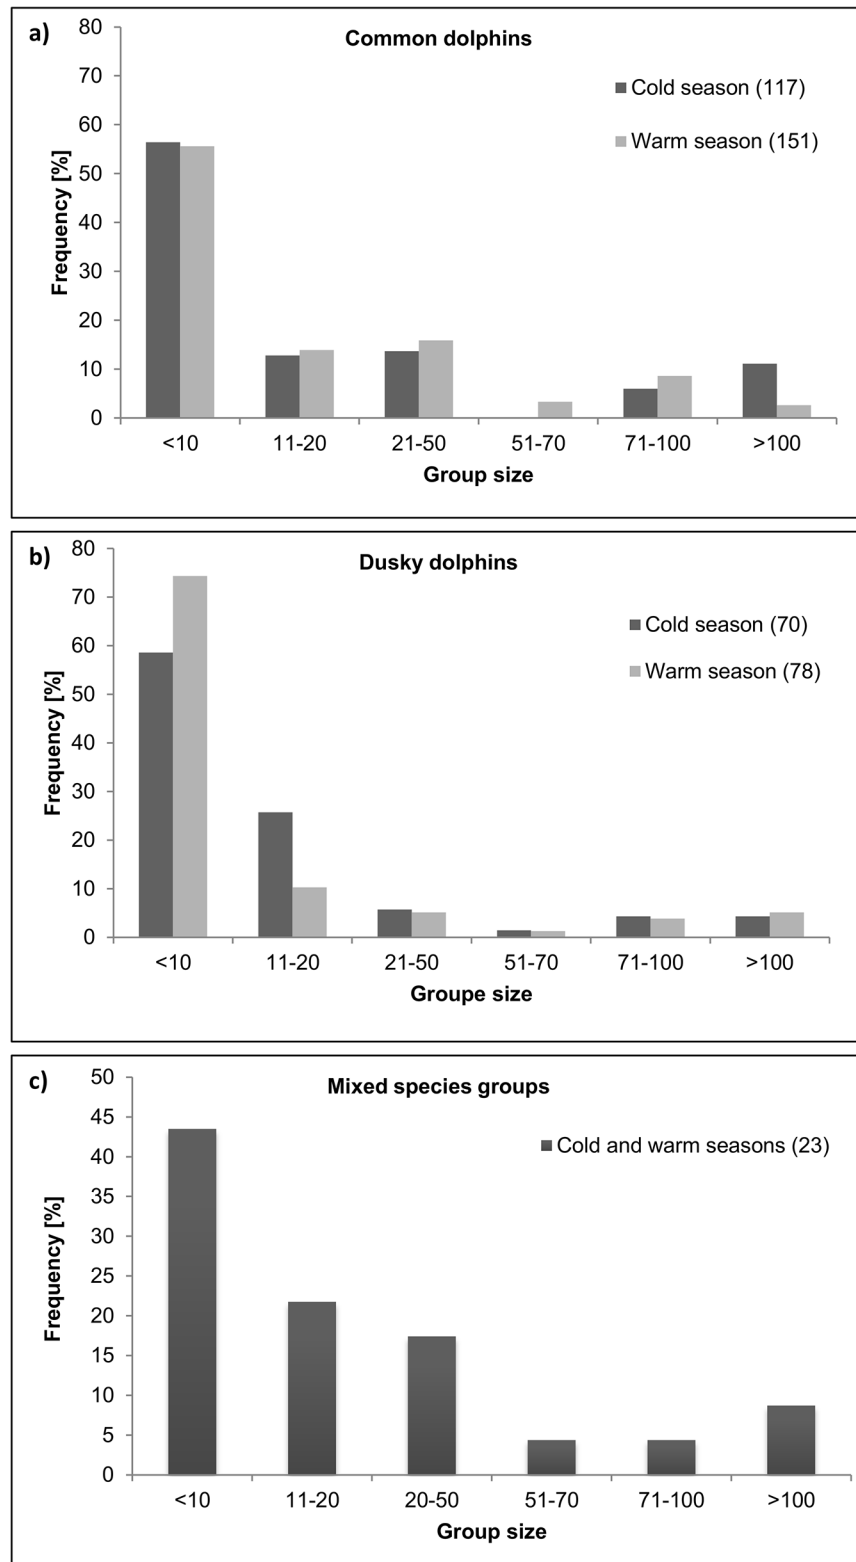 a)
Common dolphins
80
70
60
50
40
30
20
10
0
Frequency [%]
Cold season (117)
Warm season (151)
<10 11-20 21-50 51-70 71-100 >100
Group size
b)
Dusky dolphins
80
70
60
50
40
30
20
10
0
Frequency [%]
Cold season (70)
Warm season (78)
<10 11-20 21-50 51-70 71-100 >100
Groupe size
c)
Mixed species groups
50
45
40
35
30
25
20
15
10
5
0
Frequency [%]
Cold and warm seasons (23)
<10 11-20 20-50 51-70 71-100 >100
Group size